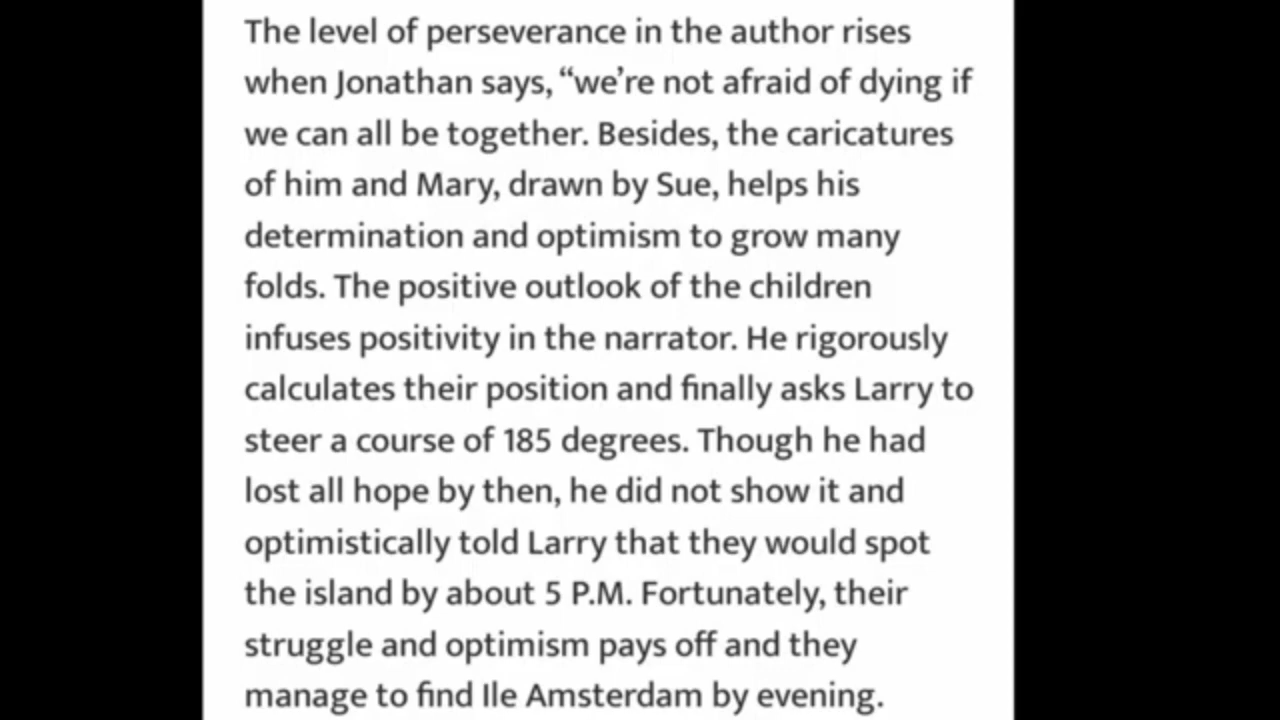 The level of perseverance in the author rises
when Jonathan says, “we’re not afraid of dying if
we can all be together. Besides, the caricatures
of him and Mary, drawn by Sue, helps his
determination and optimism to grow many
folds. The positive outlook of the children
infuses positivity in the narrator. He rigorously
calculates their position and finally asks Larry to
steer a course of 185 degrees. Though he had
lost all hope by then, he did not show it and
optimistically told Larry that they would spot
the island by about 5 P.M. Fortunately, their
struggle and optimism pays off and they
manage to find Ile Amsterdam by evening.